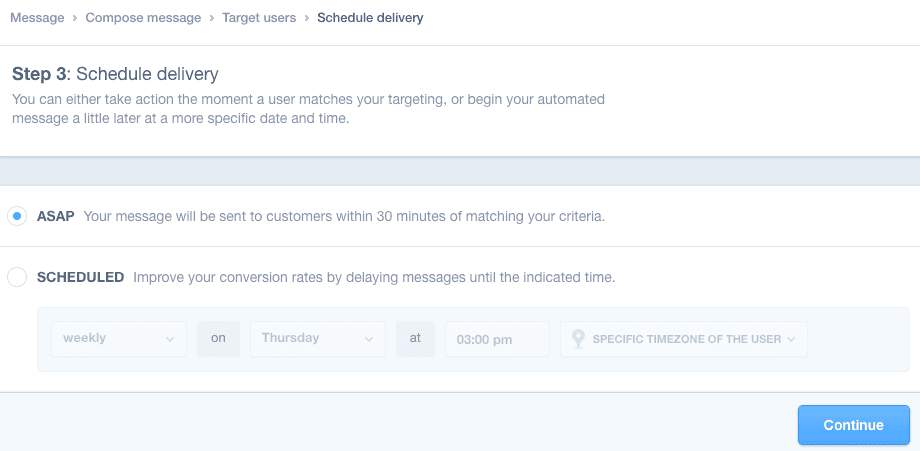 Message › Compose message › Target users › Schedule delivery
Step 3: Schedule delivery
You can either take action the moment a user matches your targeting, or begin your automated
message a little later at a more specific date and time.
ASAP Your message will be sent to customers within 30 minutes of matching your criteria.
SCHEDULED Improve your conversion rates by delaying messages until the indicated time.
weekly on Thursday at 03:00 pm SPECIFIC TIMEZONE OF THE USER
Continue